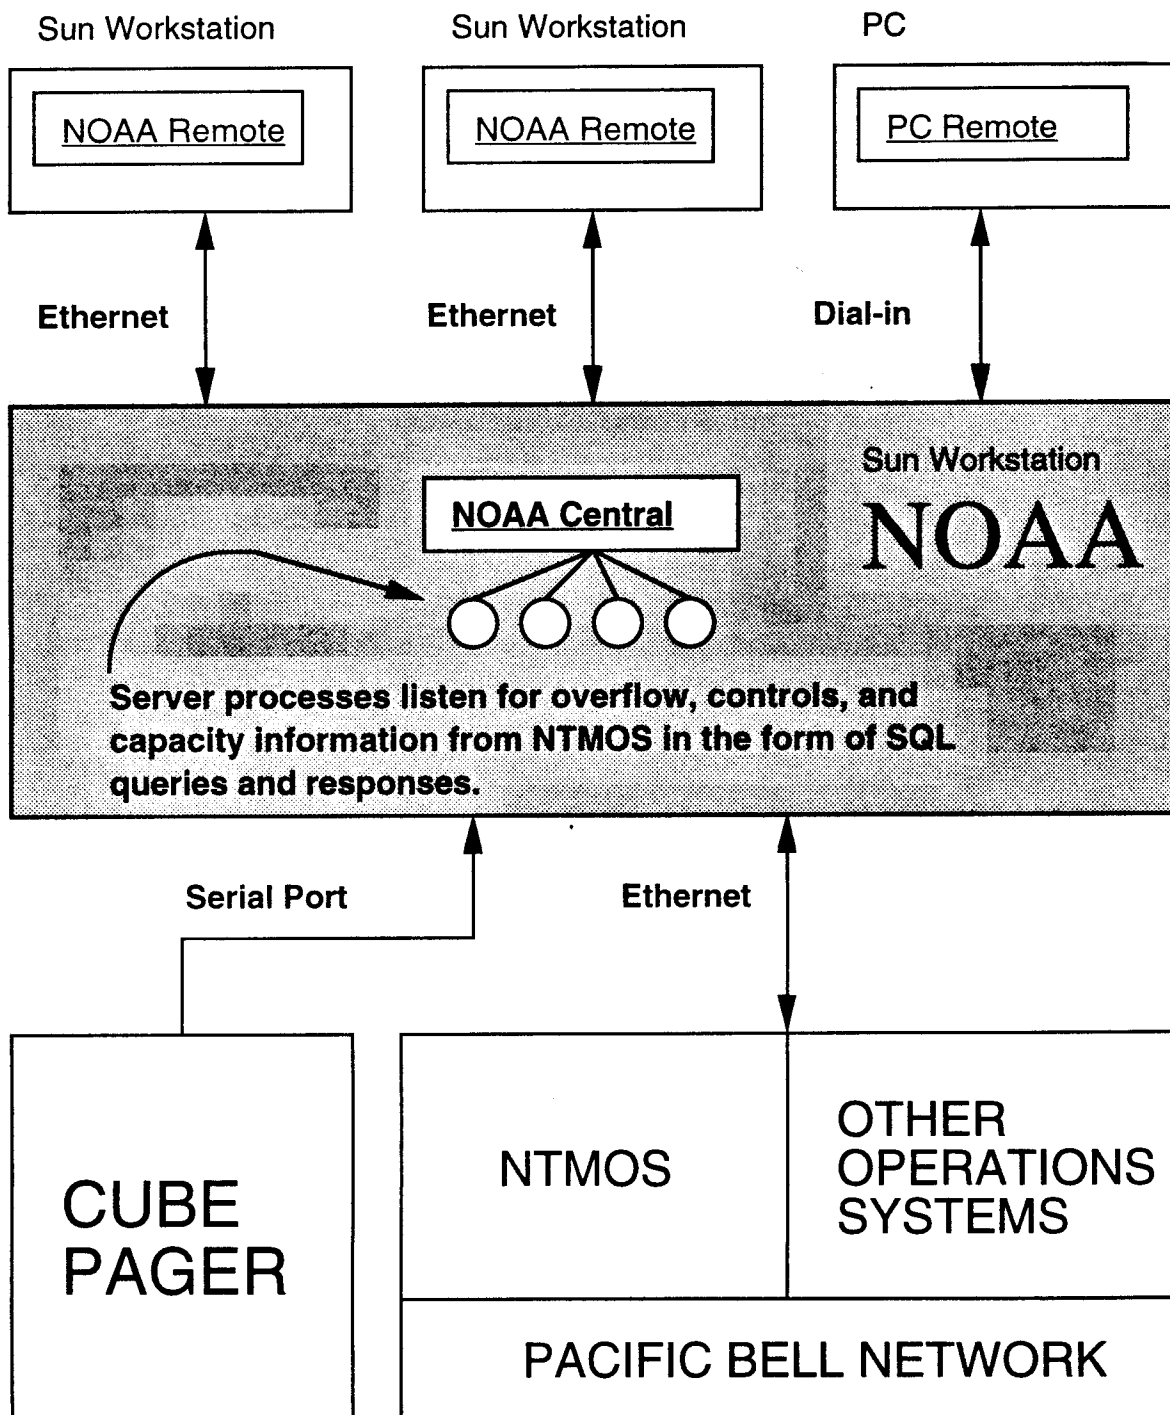 Sun Workstation
Sun Workstation
PC
NOAA Remote
NOAA Remote
PC Remote
Ethernet
Ethernet
Dial-in
Sun Workstation
NOAA
NOAA Central
Server processes listen for overflow, controls, and
capacity information from NTMOS in the form of SQL
queries and responses.
Serial Port
Ethernet
CUBE
PAGER
NTMOS
OTHER
OPERATIONS
SYSTEMS
PACIFIC BELL NETWORK